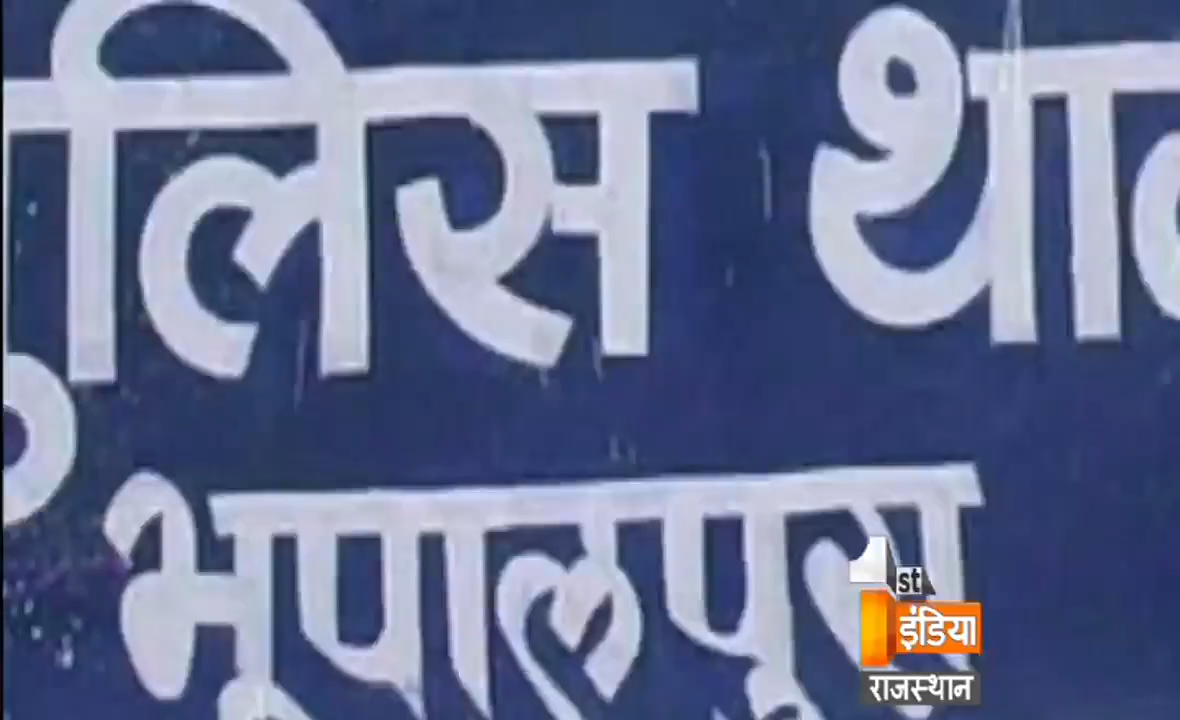 पुलिस थाना
भूपालपुरा
1st
इंडिया
राजस्थान